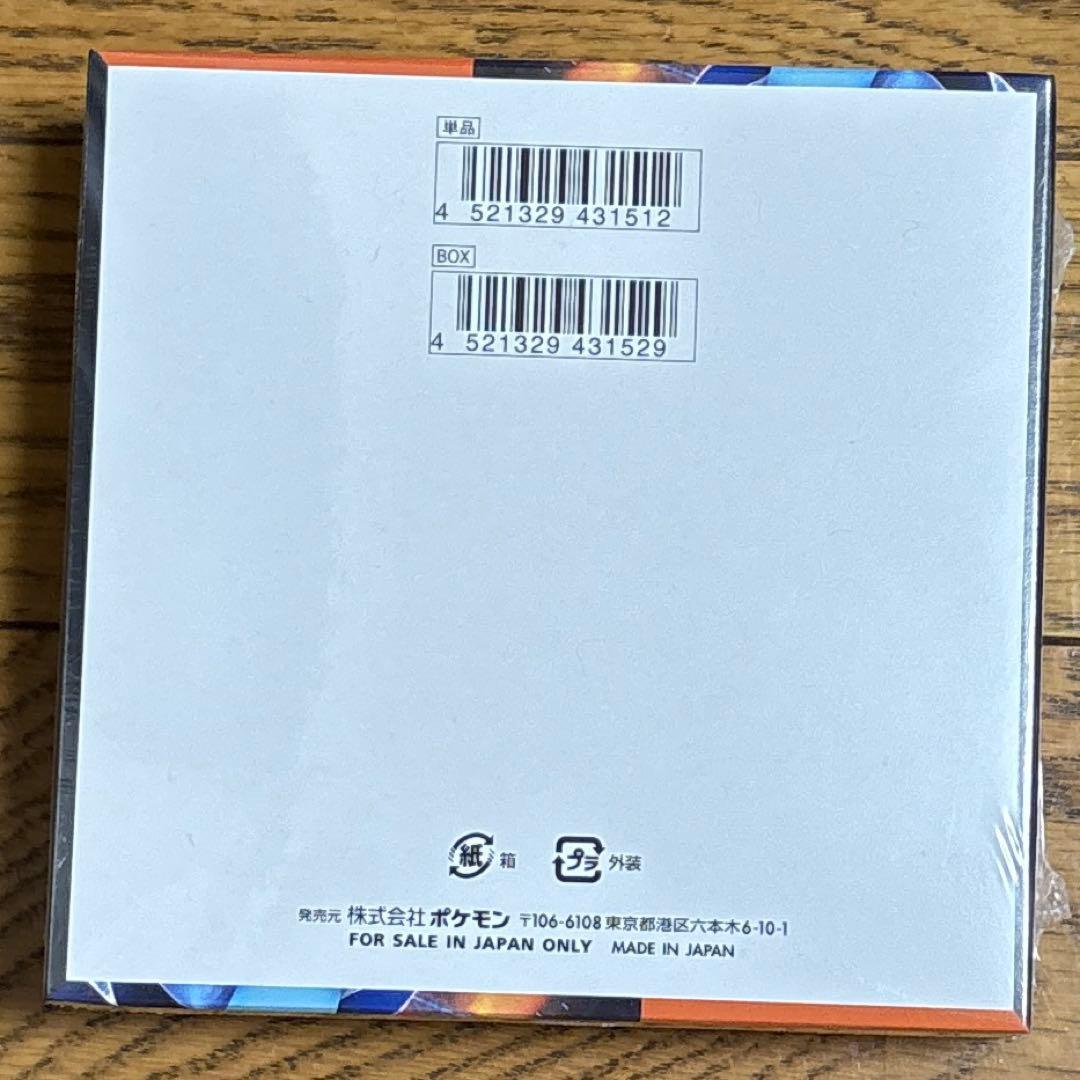 単品
4 521329 431512
BOX
4 521329 431529
紙 箱 プラ 外装
発売元 株式会社 ポケモン 〒106-6108 東京都港区六本木6-10-1
FOR SALE IN JAPAN ONLY MADE IN JAPAN